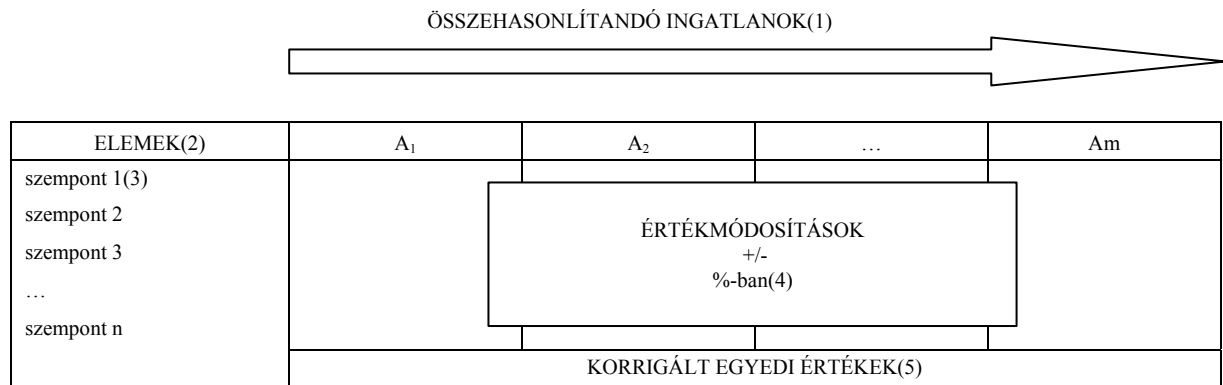 ÖSSZEHASONLÍTANDÓ INGATLANOK(1)
ELEMEK(2) A₁ A₂ … Am
szempont 1(3)
szempont 2
szempont 3
…
szempont n
ÉRTÉKMÓDOSÍTÁSOK
+/-
%-ban(4)
KORRIGÁLT EGYEDI ÉRTÉKEK(5)